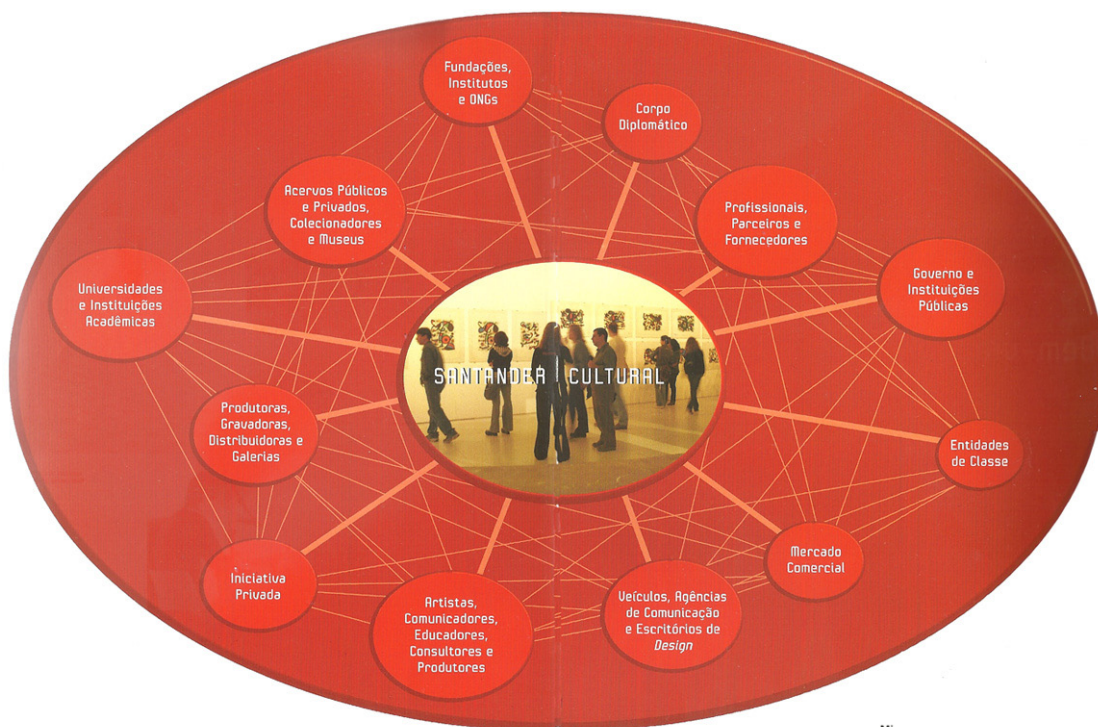 Fundações,
Institutos
e ONGs
Corpo
Diplomático
Acervos Públicos
e Privados,
Colecionadores
e Museus
Profissionais,
Parceiros e
Fornecedores
Universidades
e Instituições
Acadêmicas
Governo e
Instituições
Públicas
SANTANDER CULTURAL
Produtoras,
Gravadoras,
Distribuidoras e
Galerias
Entidades
de Classe
Iniciativa
Privada
Artistas,
Comunicadores,
Educadores,
Consultores e
Produtores
Veículos, Agências
de Comunicação
e Escritórios de
Design
Mercado
Comercial